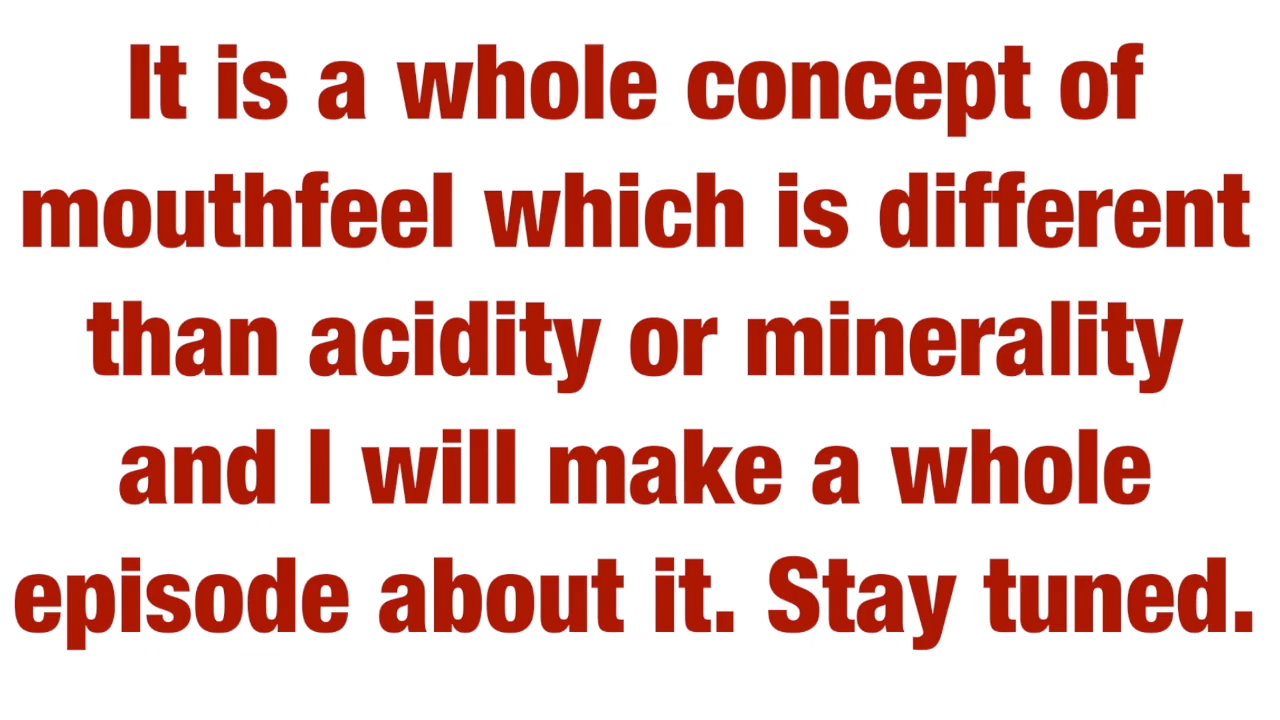 It is a whole concept of
mouthfeel which is different
than acidity or minerality
and I will make a whole
episode about it. Stay tuned.